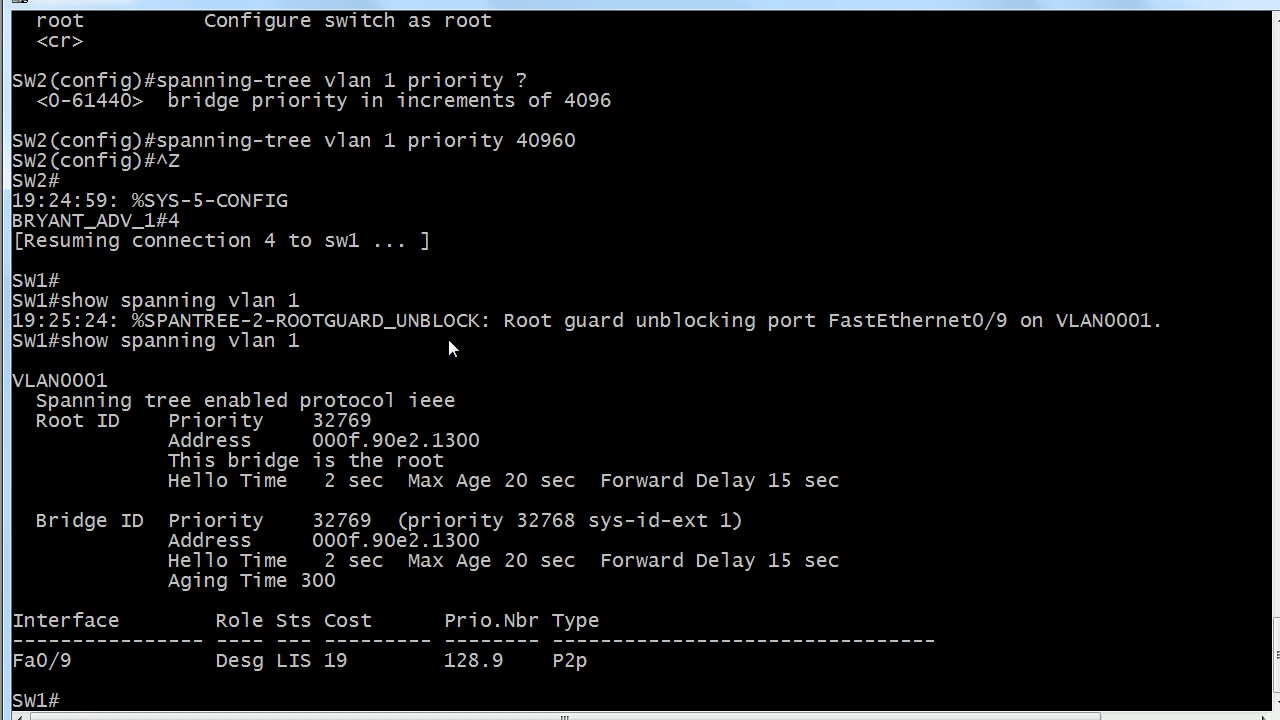 root Configure switch as root
<cr>
SW2(config)#spanning-tree vlan 1 priority ?
<0-61440> bridge priority in increments of 4096
SW2(config)#spanning-tree vlan 1 priority 40960
SW2(config)#^Z
SW2#
19:24:59: %SYS-5-CONFIG
BRYANT_ADV_1#4
[Resuming connection 4 to sw1 ... ]
SW1#
SW1#show spanning vlan 1
19:25:24: %SPANTREE-2-ROOTGUARD_UNBLOCK: Root guard unblocking port FastEthernet0/9 on VLAN0001.
SW1#show spanning vlan 1
VLAN0001
Spanning tree enabled protocol ieee
Root ID Priority 32769
Address 000f.90e2.1300
This bridge is the root
Hello Time 2 sec Max Age 20 sec Forward Delay 15 sec
Bridge ID Priority 32769 (priority 32768 sys-id-ext 1)
Address 000f.90e2.1300
Hello Time 2 sec Max Age 20 sec Forward Delay 15 sec
Aging Time 300
Interface Role Sts Cost Prio.Nbr Type
---------------- ---- --- --------- -------- --------------------------------
Fa0/9 Desg LIS 19 128.9 P2p
SW1#